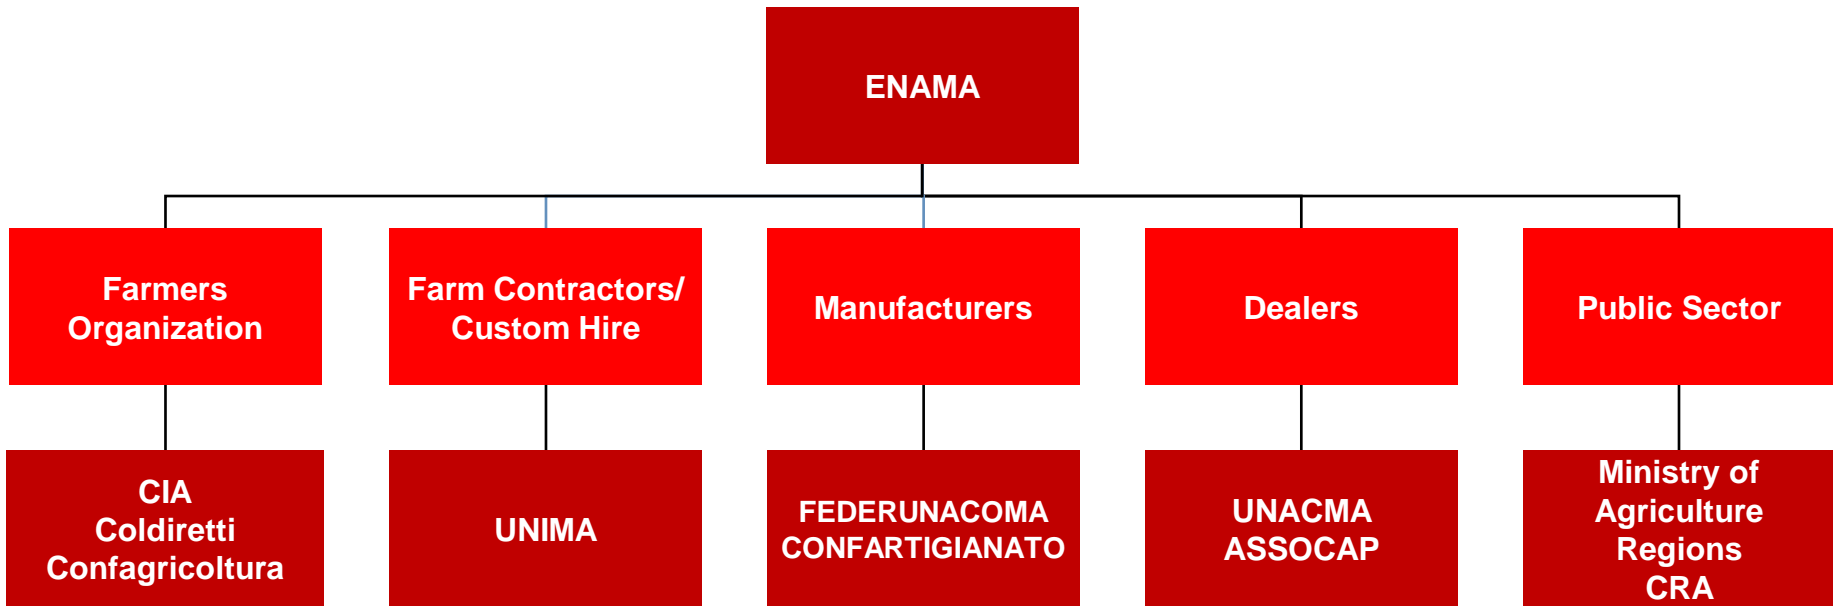 ENAMA
Farmers
Organization
Farm Contractors/
Custom Hire
Manufacturers
Dealers
Public Sector
CIA
Coldiretti
Confagricoltura
UNIMA
FEDERUNACOMA
CONFARTIGIANATO
UNACMA
ASSOCAP
Ministry of
Agriculture
Regions
CRA